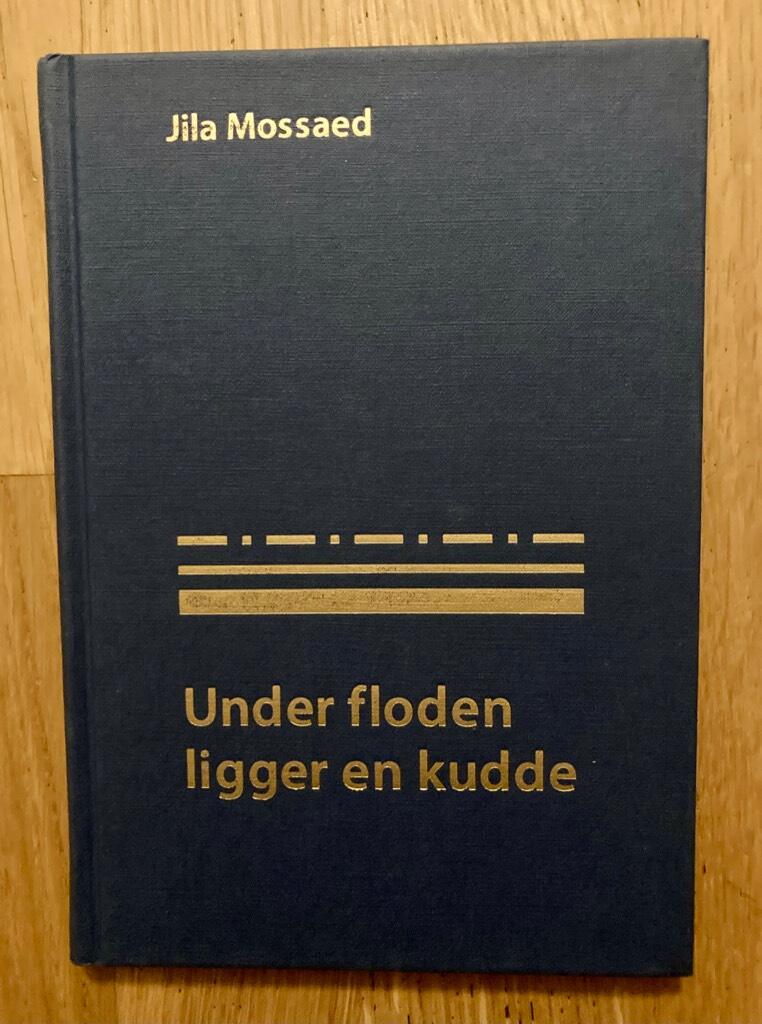 Jila Mossaed
Under floden
ligger en kudde